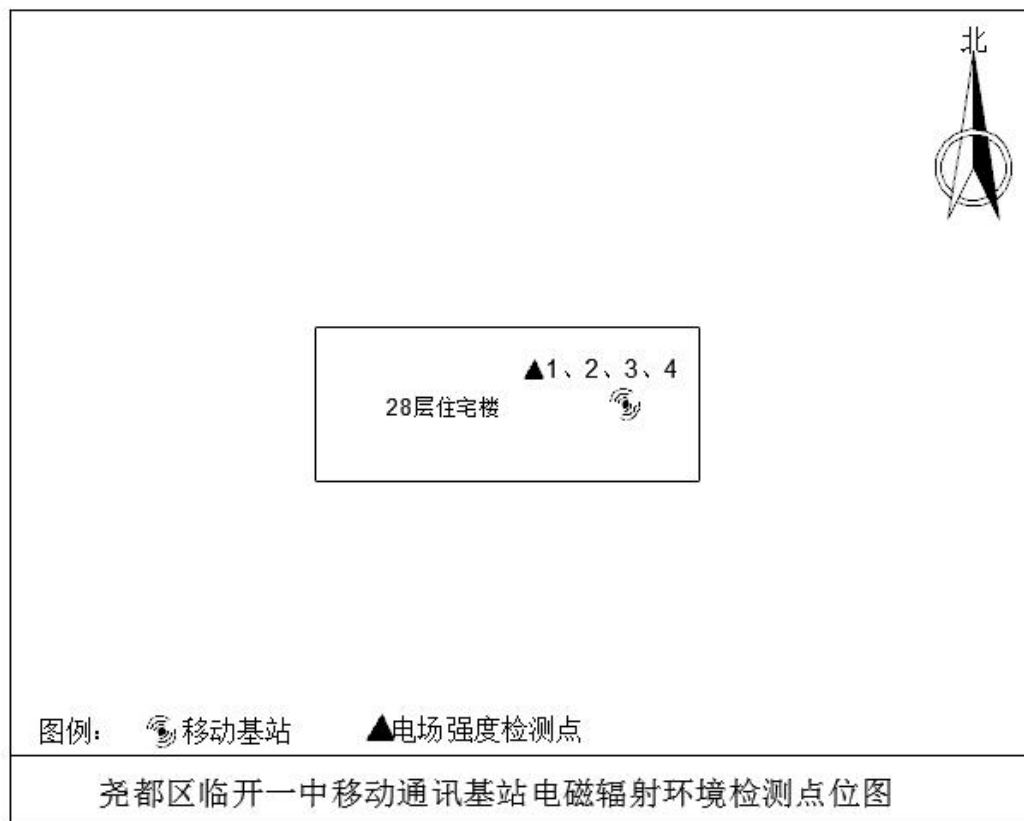 北
▲1、2、3、4
28层住宅楼
图例： 移动基站 ▲电场强度检测点
尧都区临开一中移动通讯基站电磁辐射环境检测点位图